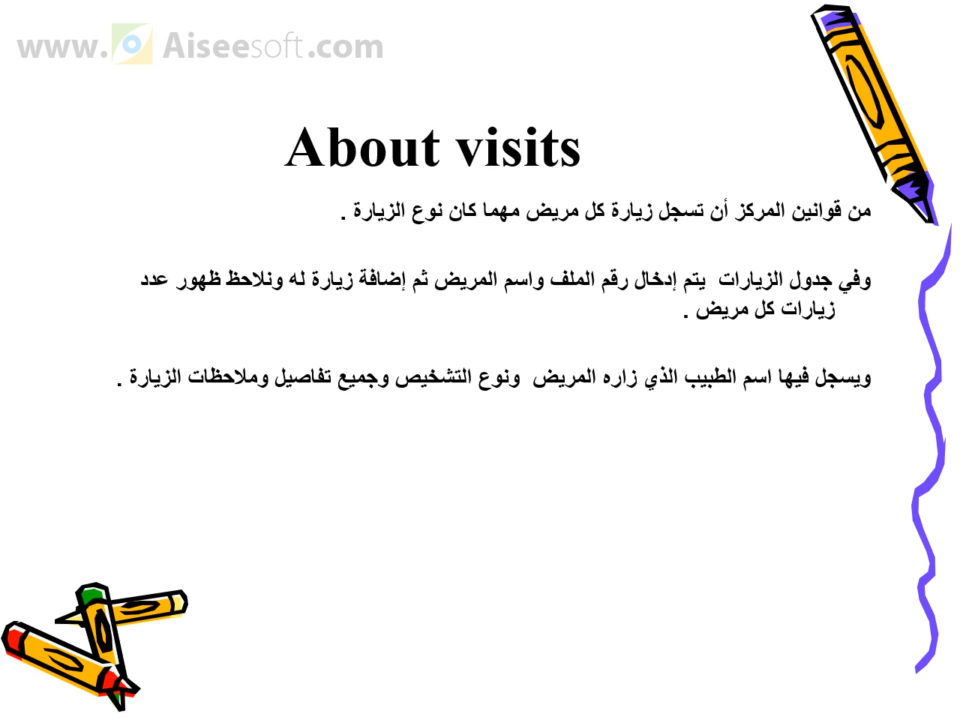 www. Aiseesoft.com
About visits
من قوانين المركز أن تسجل زيارة كل مريض مهما كان نوع الزيارة .
وفي جدول الزيارات يتم إدخال رقم الملف واسم المريض ثم إضافة زيارة له ونلاحظ ظهور عدد
زيارات كل مريض .
ويسجل فيها اسم الطبيب الذي زاره المريض ونوع التشخيص وجميع تفاصيل وملاحظات الزيارة .